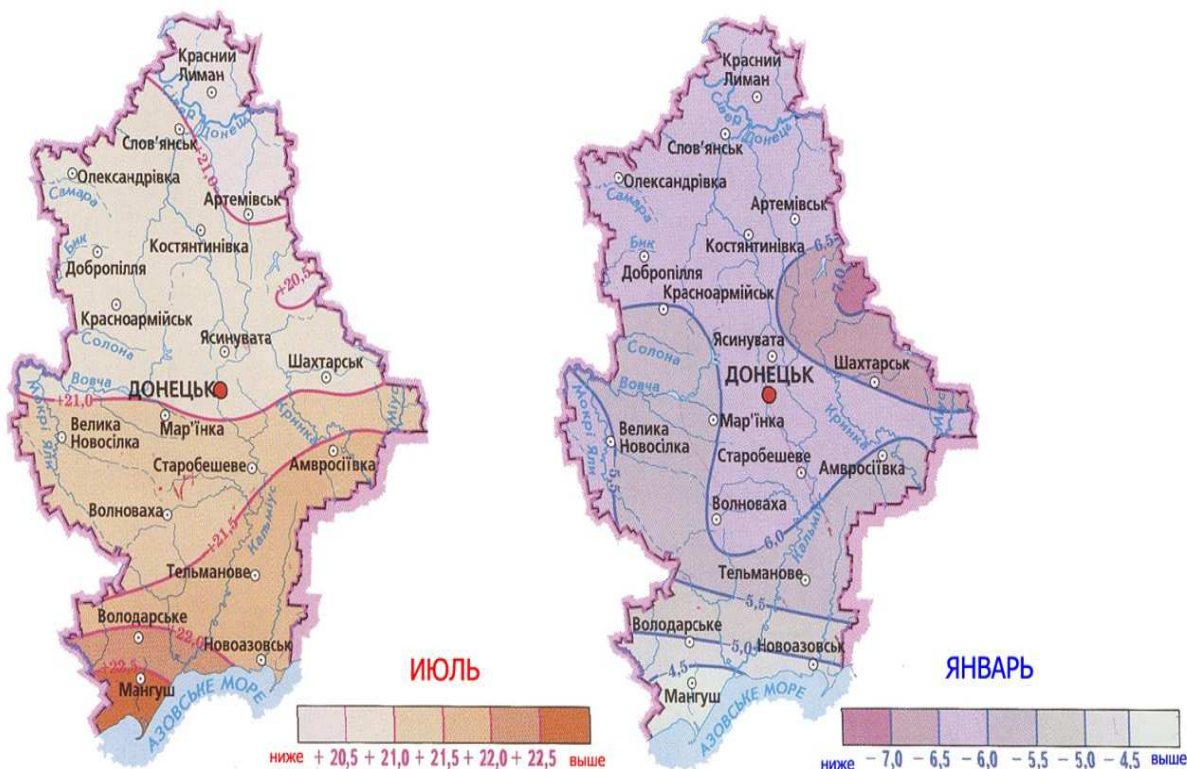 Красний
Лиман
Сівер. Донець
Слов'янськ
+21,0
Олександрівка
Самара
Артемівськ
Костянтинівка
Бик
Добропілля
+20,5
Красноармійськ
Ясинувата
Солона
Шахтарськ
Вовча
ДОНЕЦЬК
+21,0
Мокрі Яли
Мар'їнка
Кринка
Міус
Велика
Новосілка
Старобешеве
Амвросіївка
Волноваха
+21,5
Кальміус
Тельманове
Володарське
+22,0
Новоазовськ
+22,5
Мангуш
АЗОВСЬКЕ МОРЕ
ИЮЛЬ
ниже + 20,5 + 21,0 + 21,5 + 22,0 + 22,5 выше
Красний
Лиман
Сівер. Донець
Слов'янськ
Олександрівка
Самара
Артемівськ
Костянтинівка
-6,5
Бик
Добропілля
-7,0
Красноармійськ
Ясинувата
Солона
Шахтарськ
Вовча
ДОНЕЦЬК
Мокрі Яли
Мар'їнка
Кринка
Міус
Велика
Новосілка
Старобешеве
Амвросіївка
-5,5
Волноваха
-6,0
Кальміус
Тельманове
-5,5
Володарське
-5,0
Новоазовськ
-4,5
Мангуш
АЗОВСЬКЕ МОРЕ
ЯНВАРЬ
ниже - 7,0 - 6,5 - 6,0 - 5,5 - 5,0 - 4,5 выше